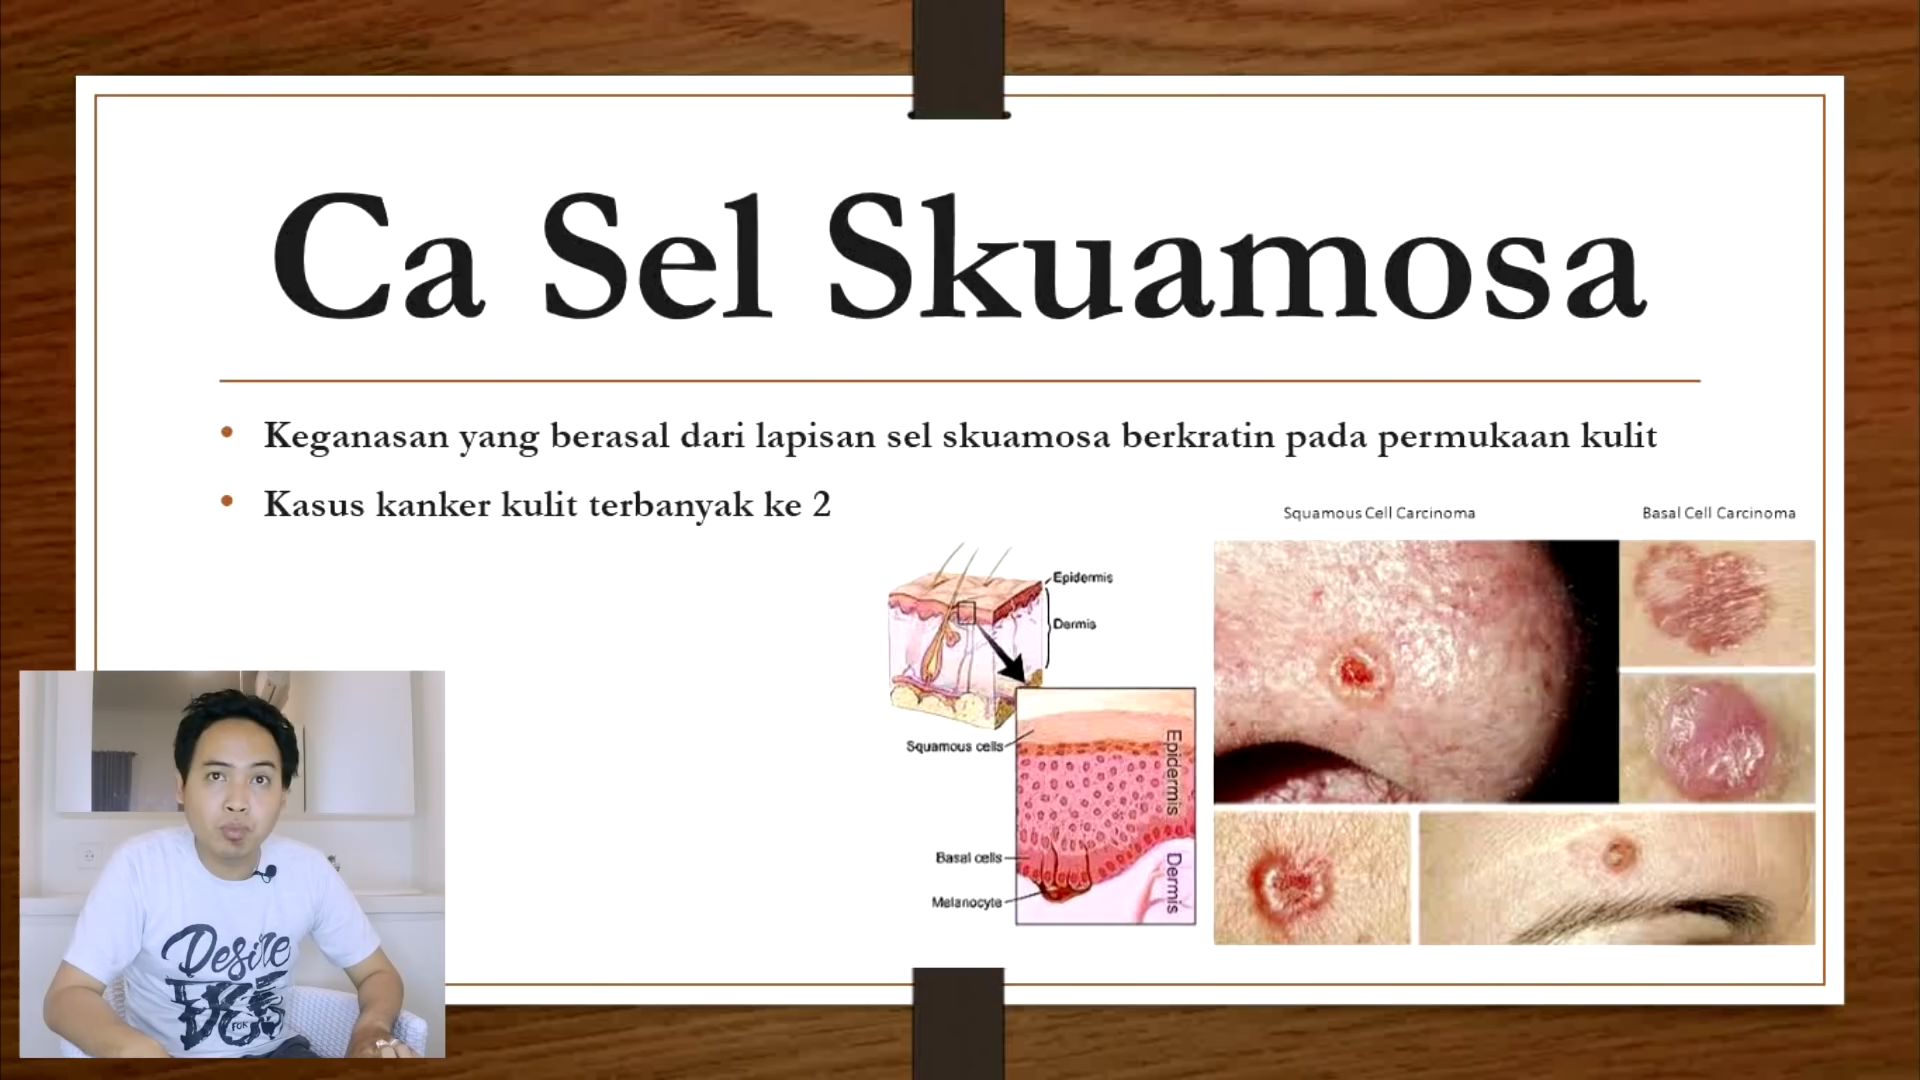 Ca Sel Skuamosa
Keganasan yang berasal dari lapisan sel skuamosa berkratin pada permukaan kulit
Kasus kanker kulit terbanyak ke 2
Squamous Cell Carcinoma
Basal Cell Carcinoma
Epidermis
Dermis
Squamous cells
Epidermis
Basal cells
Dermis
Melanocyte
Desire
FOR